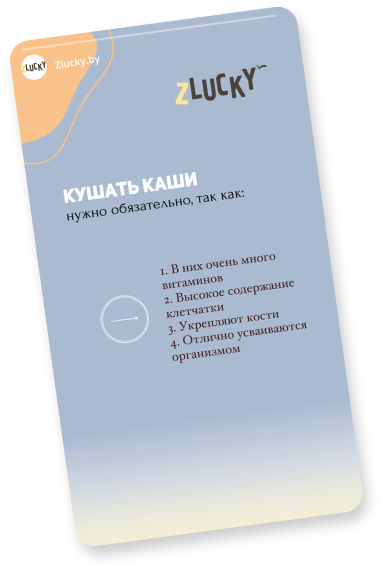 ZLUCKY Zlucky.by
ZLUCKY
КУШАТЬ КАШИ
нужно обязательно, так как:
1. В них очень много
витаминов
2. Высокое содержание
клетчатки
3. Укрепляют кости
4. Отлично усваиваются
организмом